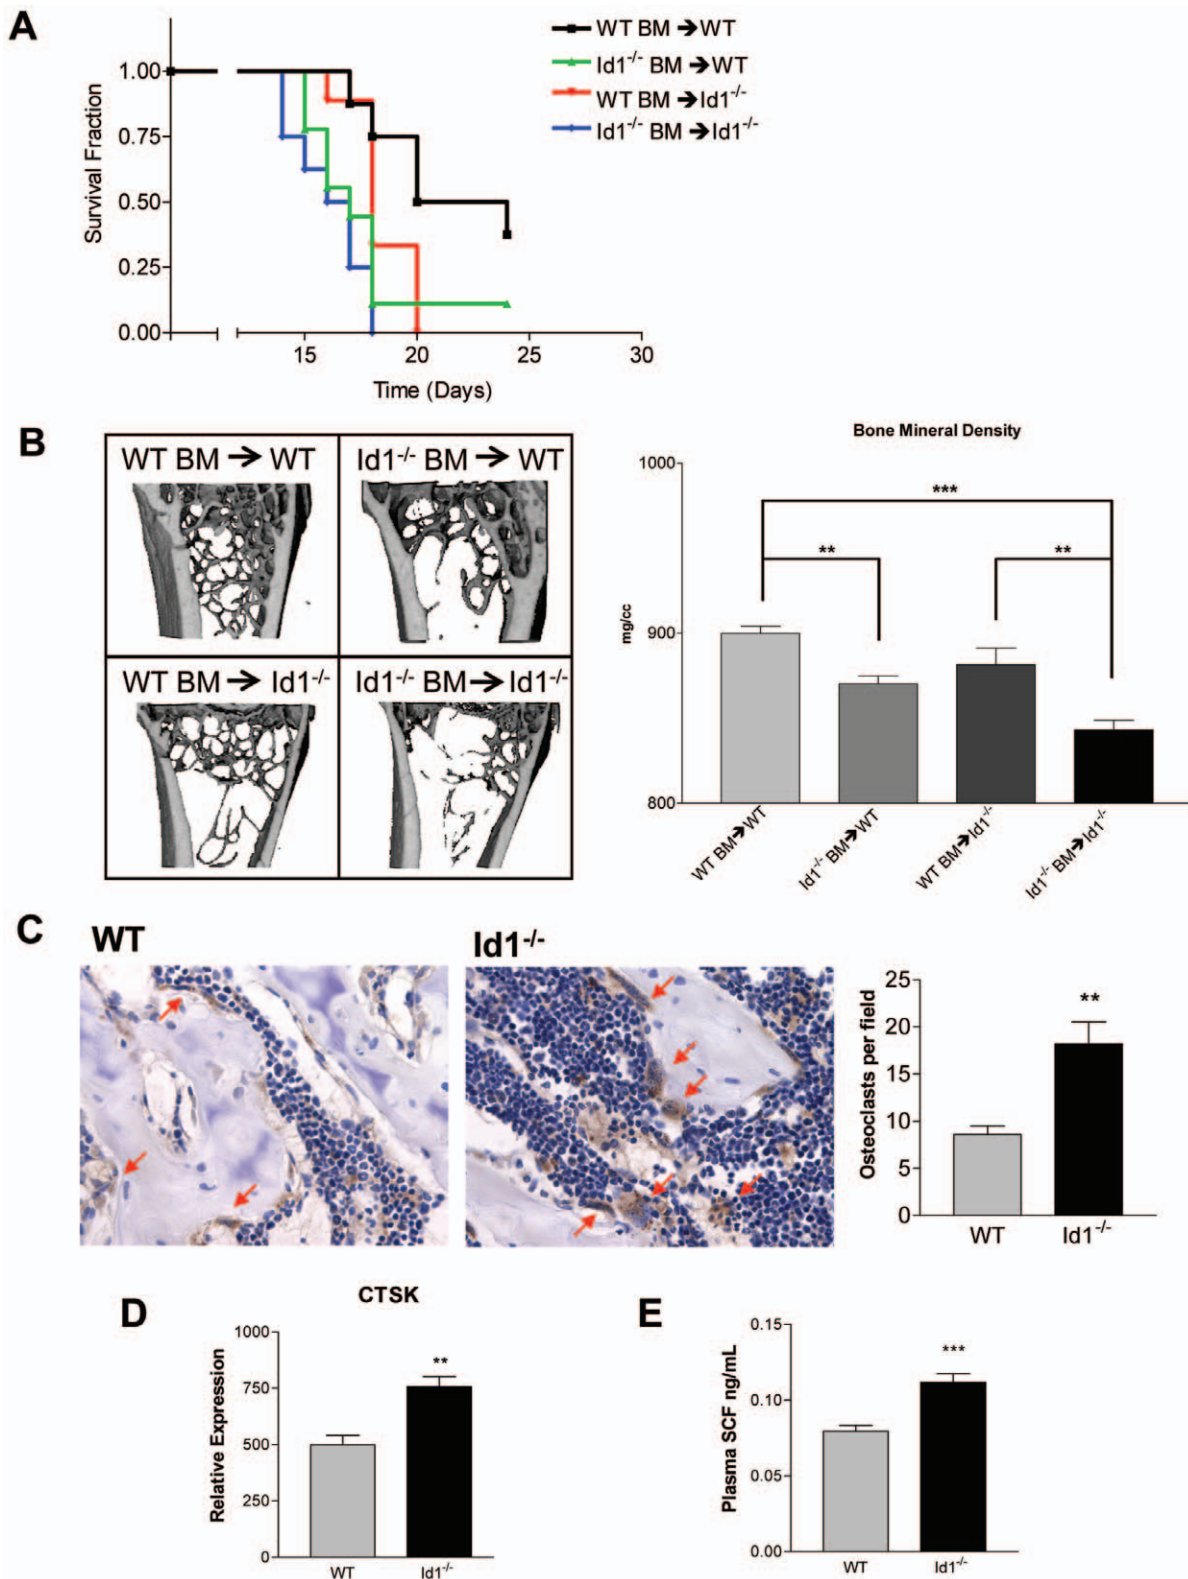 A
WT BM ➔ WT
Id1-/- BM ➔ WT
WT BM ➔ Id1-/-
Id1-/- BM ➔ Id1-/-
Survival Fraction
1.00
0.75
0.50
0.25
0.00
15
20
25
30
Time (Days)
B
WT BM → WT
Id1-/- BM → WT
WT BM → Id1-/-
Id1-/- BM → Id1-/-
Bone Mineral Density
mg/cc
1000
900
800
***
**
**
WT BM➔WT
Id1-/- BM➔WT
WT BM➔Id1-/-
Id1-/- BM➔Id1-/-
C
WT
Id1-/-
Osteoclasts per field
25
20
15
10
5
0
**
WT
Id1-/-
D
CTSK
Relative Expression
1000
750
500
250
0
**
WT
Id1-/-
E
Plasma SCF ng/mL
0.15
0.10
0.05
0.00
***
WT
Id1-/-